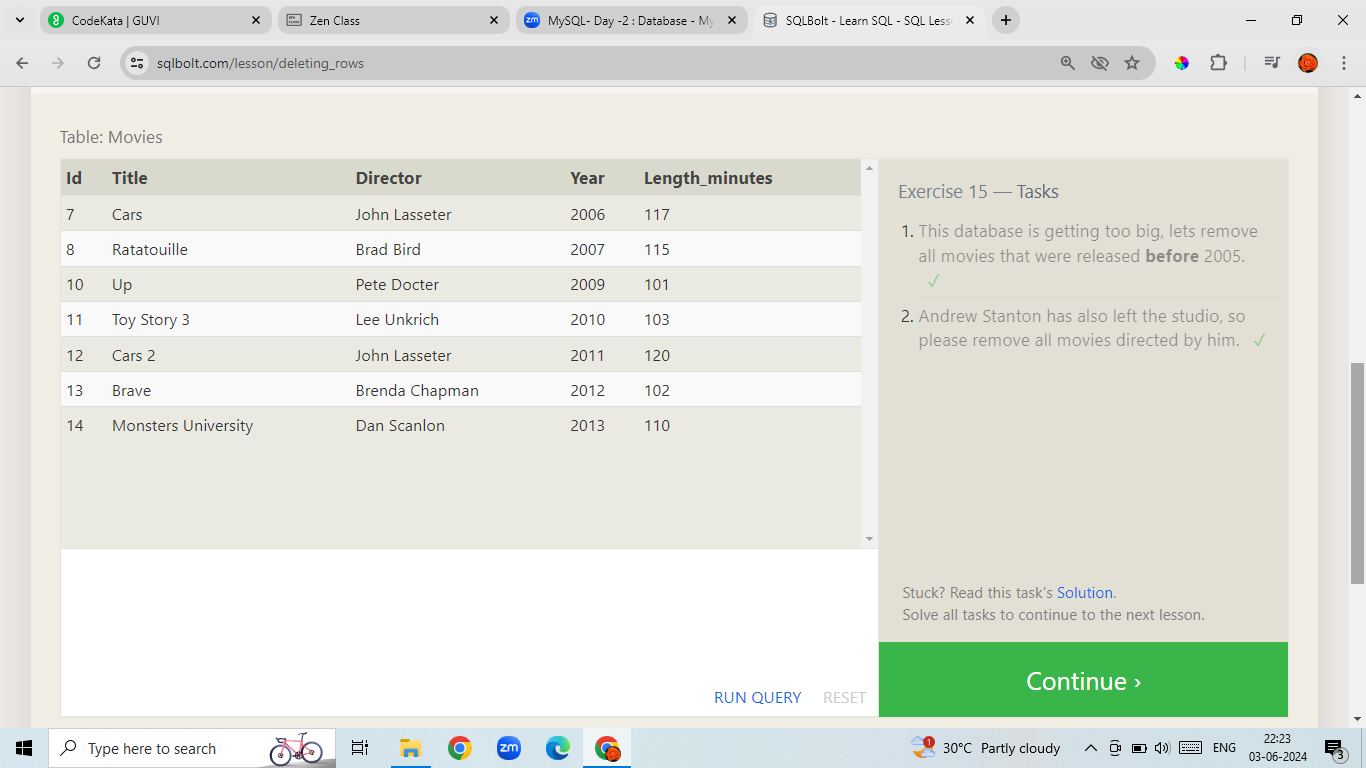 CodeKata | GUVI
Zen Class
MySQL- Day -2 : Database - My
SQLBolt - Learn SQL - SQL Less
sqlbolt.com/lesson/deleting_rows
Table: Movies
Id Title Director Year Length_minutes
7 Cars John Lasseter 2006 117
8 Ratatouille Brad Bird 2007 115
10 Up Pete Docter 2009 101
11 Toy Story 3 Lee Unkrich 2010 103
12 Cars 2 John Lasseter 2011 120
13 Brave Brenda Chapman 2012 102
14 Monsters University Dan Scanlon 2013 110
Exercise 15 — Tasks
1. This database is getting too big, lets remove
all movies that were released before 2005.
✓
2. Andrew Stanton has also left the studio, so
please remove all movies directed by him. ✓
Stuck? Read this task's Solution.
Solve all tasks to continue to the next lesson.
RUN QUERY RESET
Continue ›
Type here to search
zm
1
30°C Partly cloudy
ENG
22:23
03-06-2024
3